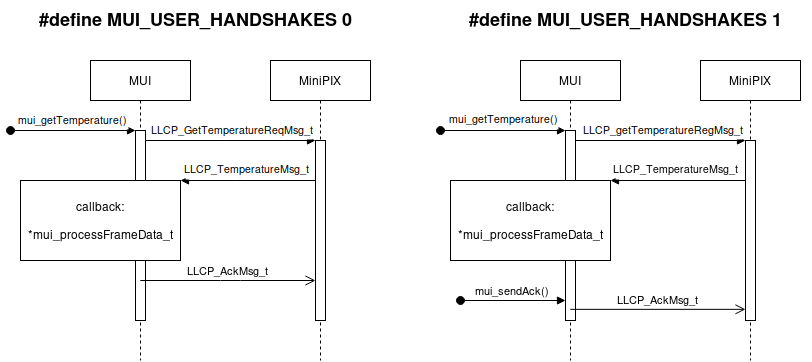 #define MUI_USER_HANDSHAKES 0
MUI
MiniPIX
mui_getTemperature()
LLCP_GetTemperatureReqMsg_t
LLCP_TemperatureMsg_t
callback:
*mui_processFrameData_t
LLCP_AckMsg_t
#define MUI_USER_HANDSHAKES 1
MUI
MiniPIX
mui_getTemperature()
LLCP_getTemperatureRegMsg_t
LLCP_TemperatureMsg_t
callback:
*mui_processFrameData_t
mui_sendAck()
LLCP_AckMsg_t